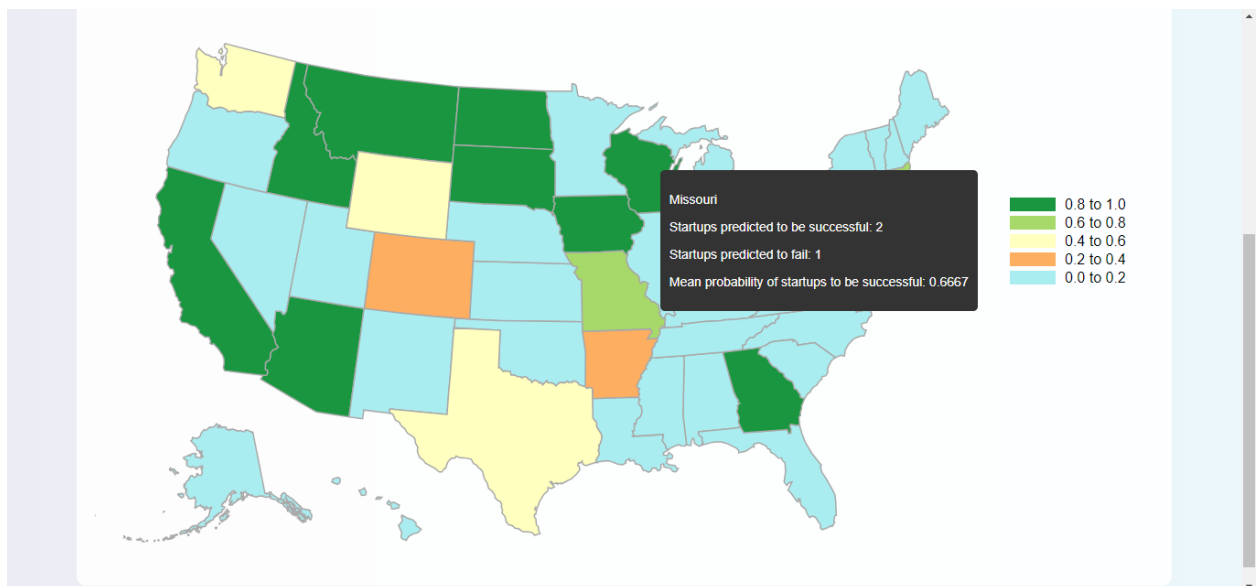 Missouri
Startups predicted to be successful: 2
Startups predicted to fail: 1
Mean probability of startups to be successful: 0.6667
0.8 to 1.0
0.6 to 0.8
0.4 to 0.6
0.2 to 0.4
0.0 to 0.2